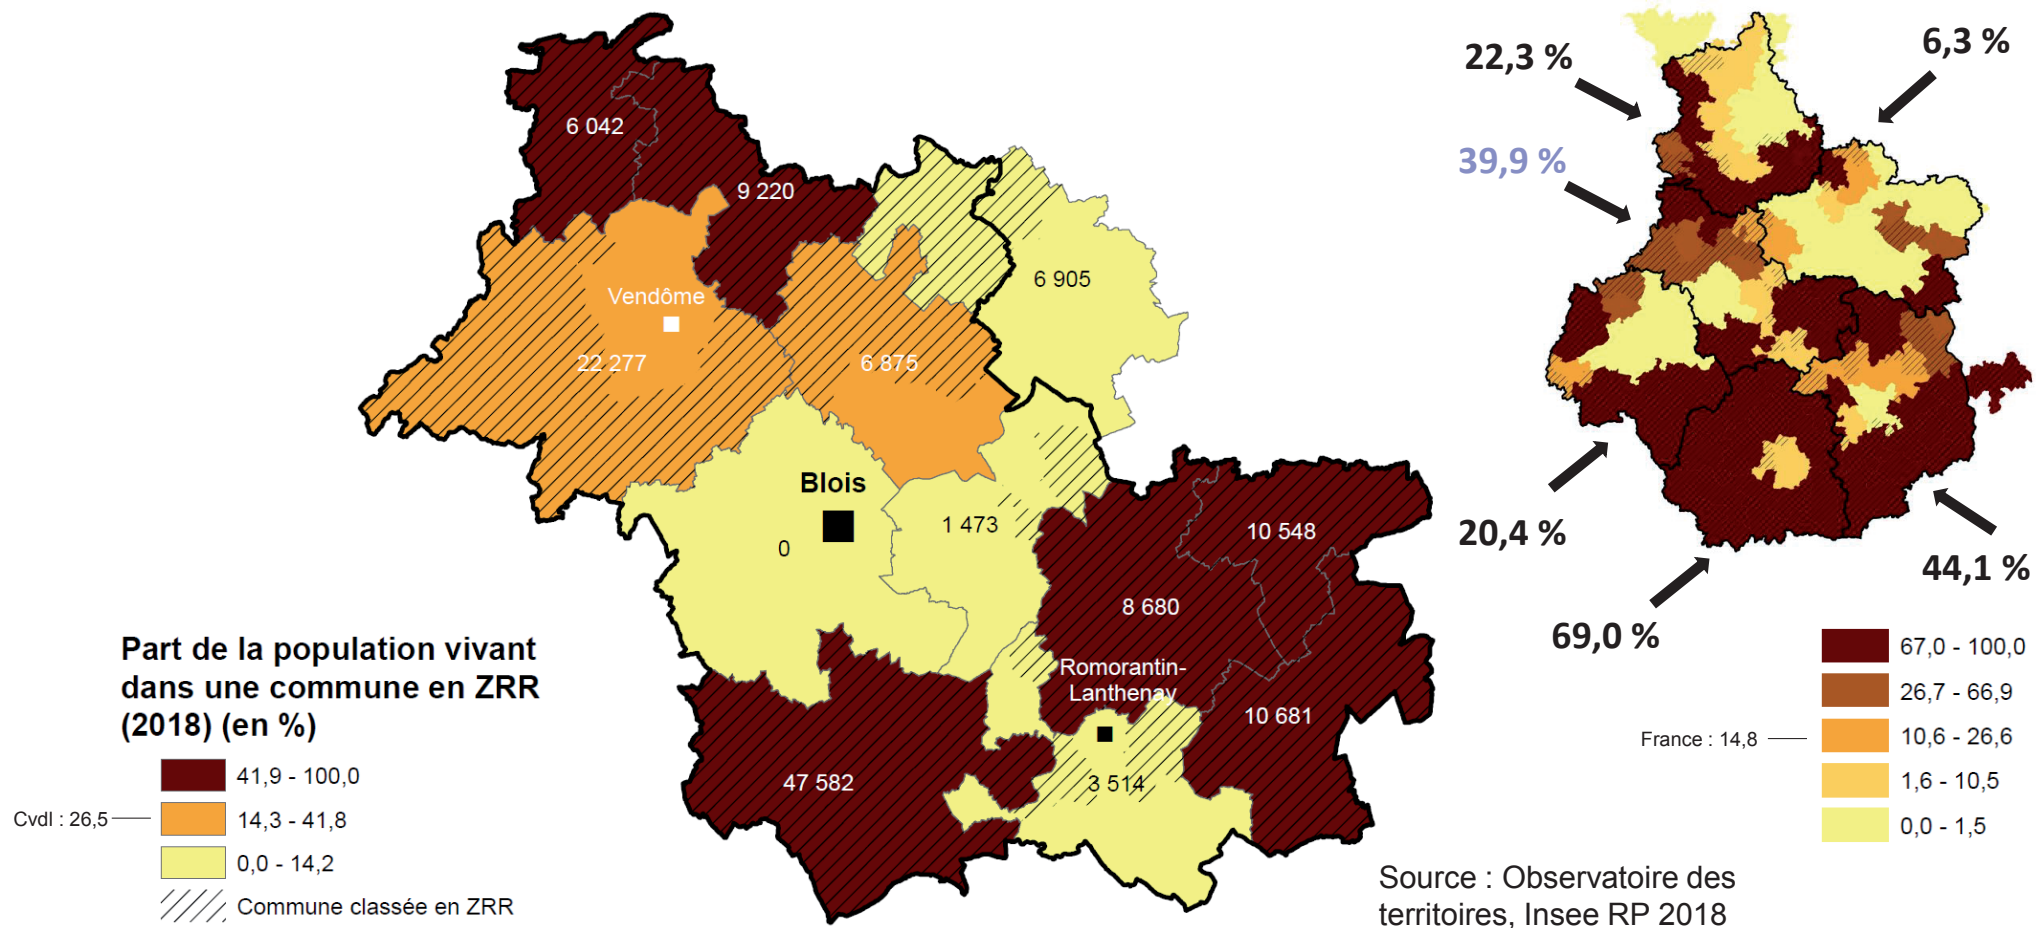 22,3 %
6,3 %
39,9 %
6 042
9 220
6 905
Vendôme
22 277
6 875
Blois
0
1 473
10 548
8 680
Romorantin-
Lanthenay
10 681
47 582
3 514
20,4 %
69,0 %
44,1 %
Part de la population vivant
dans une commune en ZRR
(2018) (en %)
41,9 - 100,0
Cvdl : 26,5
14,3 - 41,8
0,0 - 14,2
Commune classée en ZRR
67,0 - 100,0
26,7 - 66,9
France : 14,8
10,6 - 26,6
1,6 - 10,5
0,0 - 1,5
Source : Observatoire des
territoires, Insee RP 2018